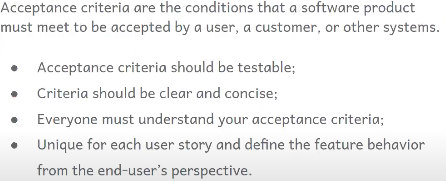 Acceptance criteria are the conditions that a software product
must meet to be accepted by a user, a customer, or other systems.
● Acceptance criteria should be testable;
● Criteria should be clear and concise;
● Everyone must understand your acceptance criteria;
● Unique for each user story and define the feature behavior
from the end-user's perspective.